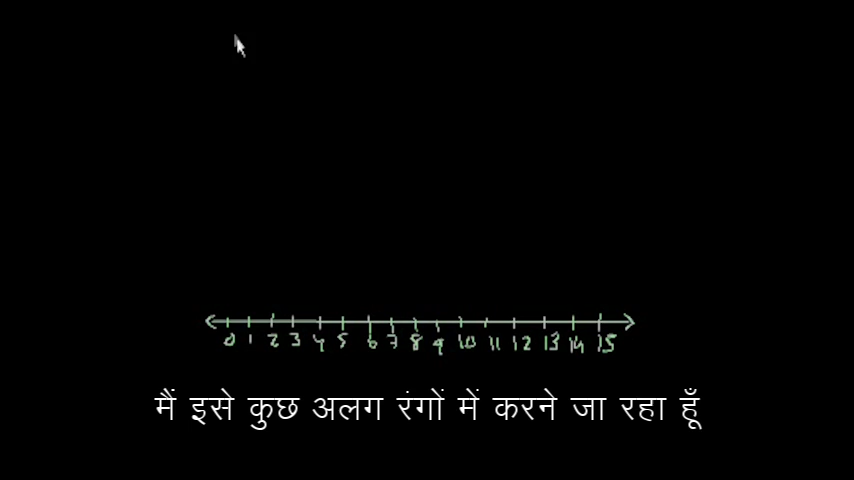 0 1 2 3 4 5 6 7 8 9 10 11 12 13 14 15
मैं इसे कुछ अलग रंगों में करने जा रहा हूँ